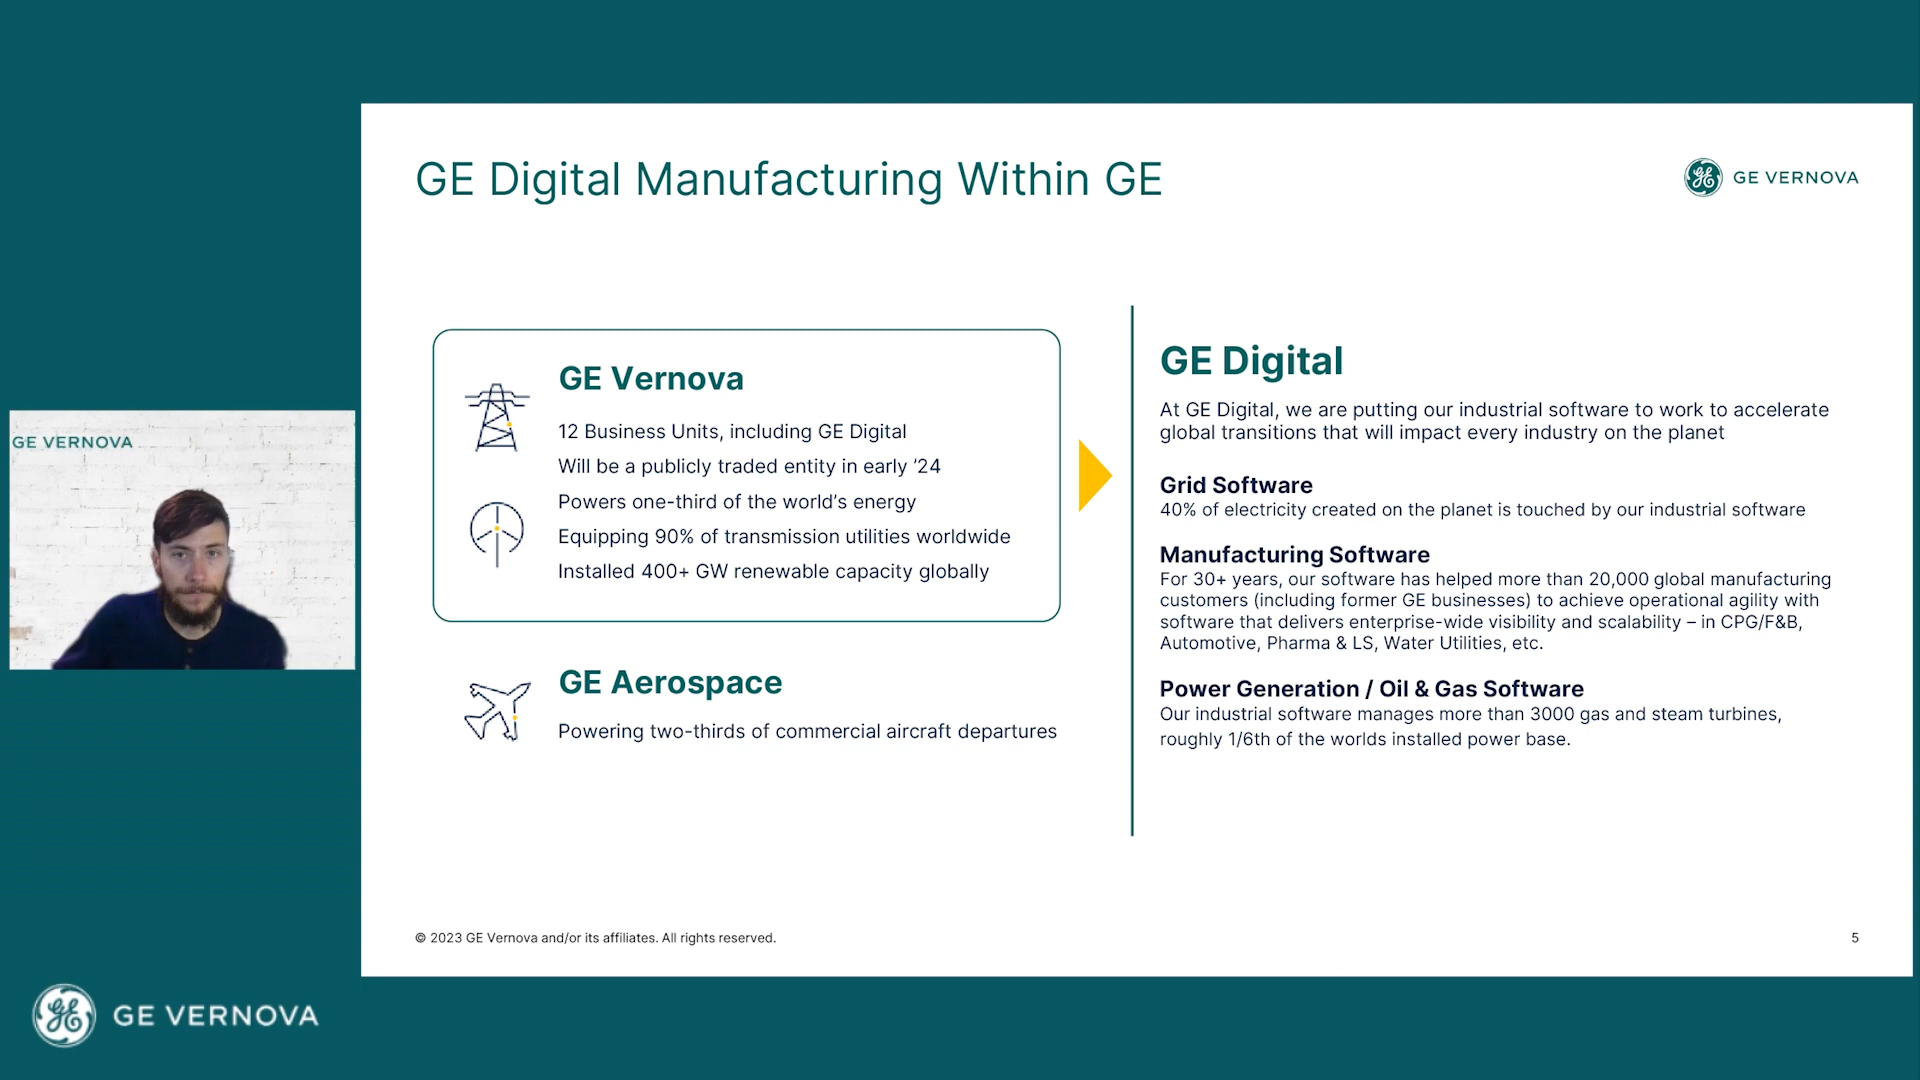 GE Digital Manufacturing Within GE
GE VERNOVA
GE Vernova
12 Business Units, including GE Digital
Will be a publicly traded entity in early ’24
Powers one-third of the world’s energy
Equipping 90% of transmission utilities worldwide
Installed 400+ GW renewable capacity globally
GE Aerospace
Powering two-thirds of commercial aircraft departures
GE Digital
At GE Digital, we are putting our industrial software to work to accelerate
global transitions that will impact every industry on the planet
Grid Software
40% of electricity created on the planet is touched by our industrial software
Manufacturing Software
For 30+ years, our software has helped more than 20,000 global manufacturing
customers (including former GE businesses) to achieve operational agility with
software that delivers enterprise-wide visibility and scalability – in CPG/F&B,
Automotive, Pharma & LS, Water Utilities, etc.
Power Generation / Oil & Gas Software
Our industrial software manages more than 3000 gas and steam turbines,
roughly 1/6th of the worlds installed power base.
© 2023 GE Vernova and/or its affiliates. All rights reserved.
5
GE VERNOVA
GE VERNOVA